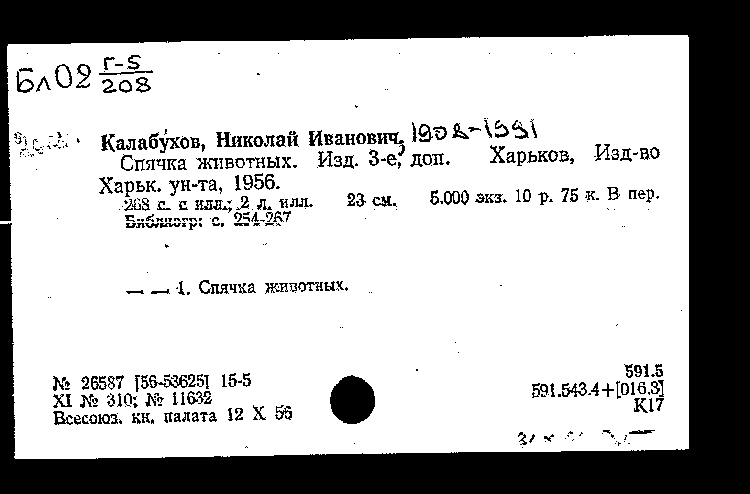 Бл02 Г-5/208
Калабухов, Николай Иванович, 1908-1991
Спячка животных. Изд. 3-е, доп. Харьков, Изд-во
Харьк. ун-та, 1956.
268 с. с илл.; 2 л. илл. 23 см. 5.000 экз. 10 р. 75 к. В пер.
Библиогр: с. 254-267
— — 1. Спячка животных.
591.5
№ 26587 [56-53625] 15-5
591.543.4+[016.3]
XI № 310; № 11632
К17
Всесоюз. кн. палата 12 X 56